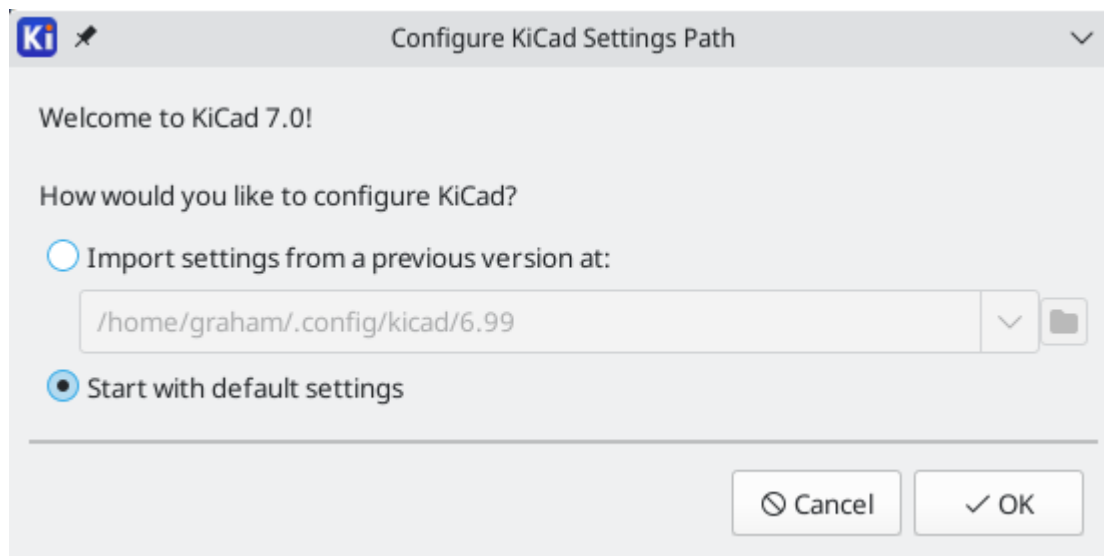 Ki Configure KiCad Settings Path
Welcome to KiCad 7.0!
How would you like to configure KiCad?
Import settings from a previous version at:
/home/graham/.config/kicad/6.99
Start with default settings
Cancel OK